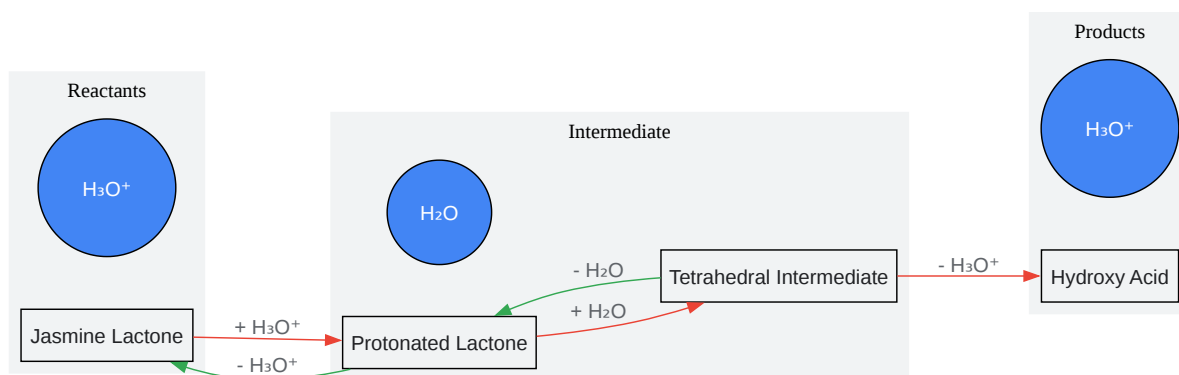 Products
Reactants
H₃O⁺
Intermediate
H₃O⁺
H₂O
- H₂O
Tetrahedral Intermediate
- H₃O⁺
Hydroxy Acid
+ H₂O
Jasmine Lactone
+ H₃O⁺
Protonated Lactone
- H₃O⁺